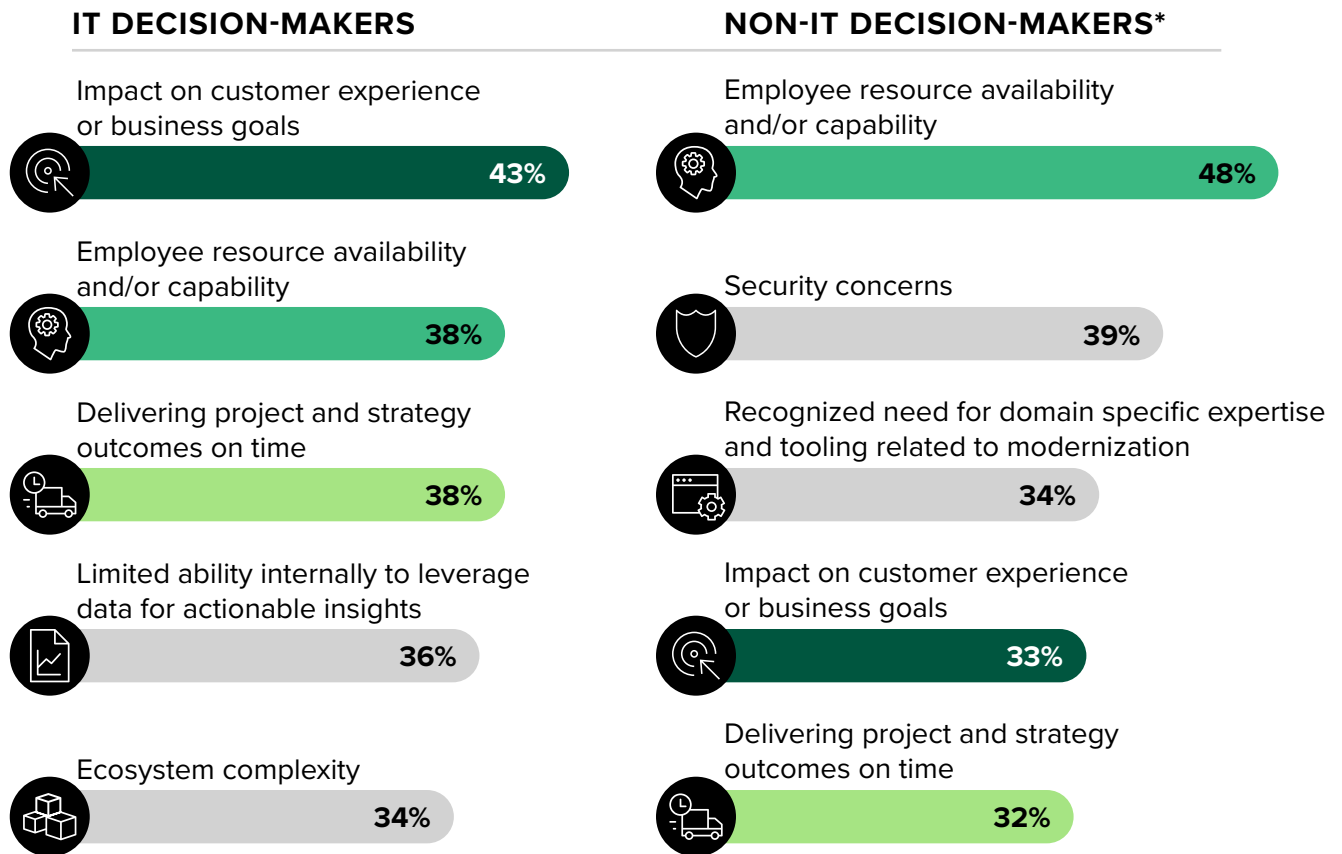 IT DECISION-MAKERS
Impact on customer experience
or business goals
43%
Employee resource availability
and/or capability
38%
Delivering project and strategy
outcomes on time
38%
Limited ability internally to leverage
data for actionable insights
36%
Ecosystem complexity
34%
NON-IT DECISION-MAKERS*
Employee resource availability
and/or capability
48%
Security concerns
39%
Recognized need for domain specific expertise
and tooling related to modernization
34%
Impact on customer experience
or business goals
33%
Delivering project and strategy
outcomes on time
32%